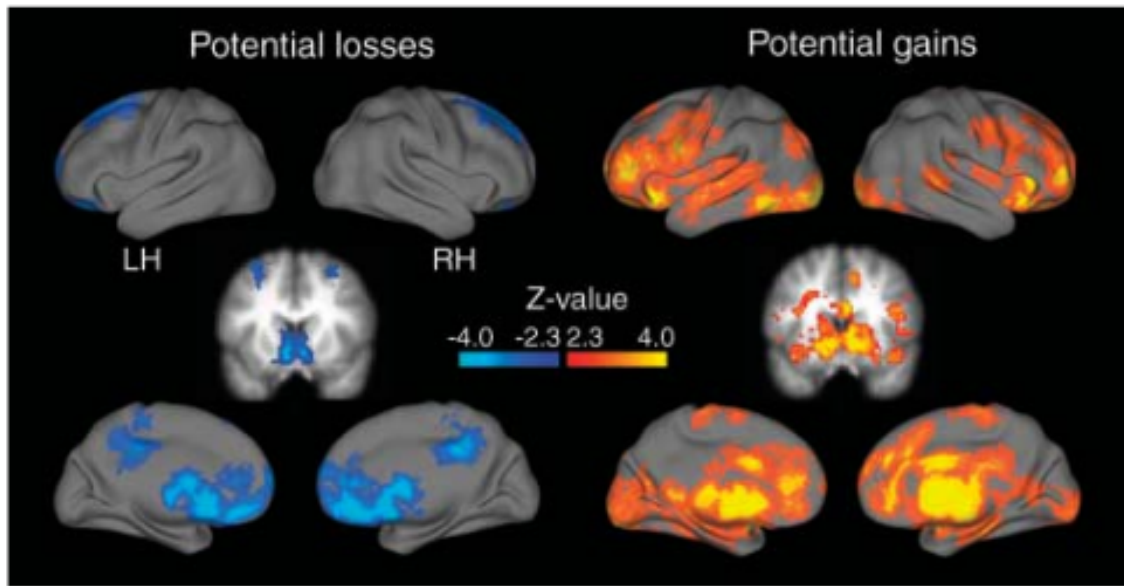 Potential losses
Potential gains
LH
RH
Z-value
-4.0 -2.3 2.3 4.0